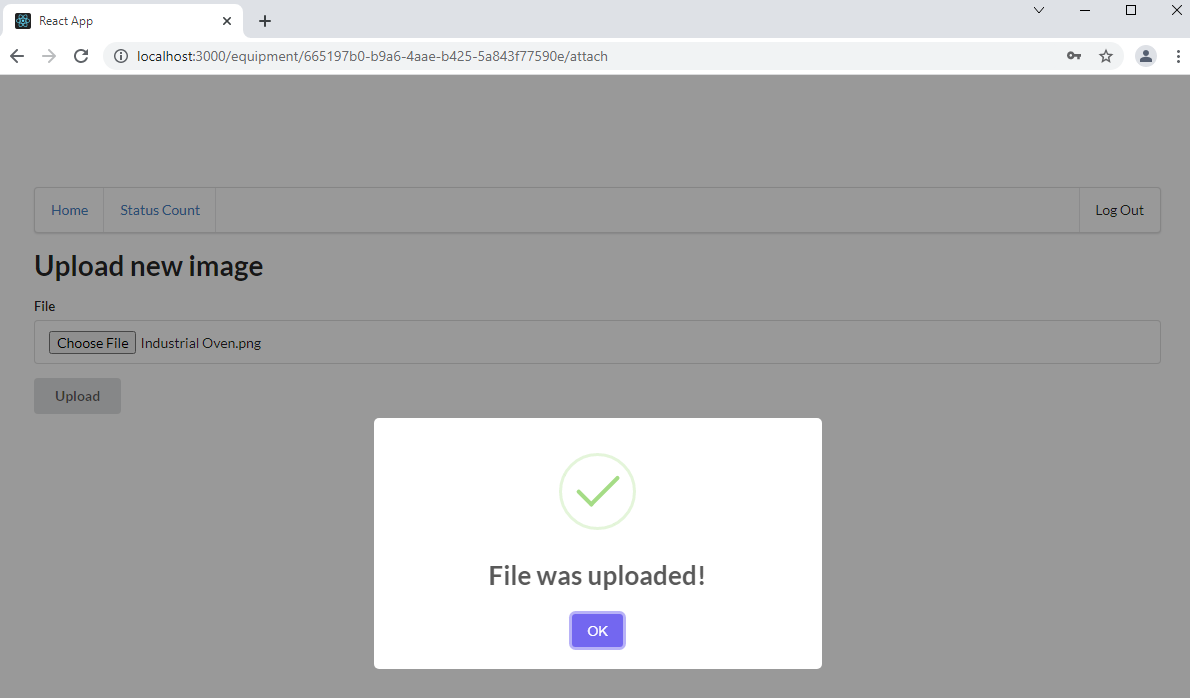 React App
localhost:3000/equipment/665197b0-b9a6-4aae-b425-5a843f77590e/attach
Home Status Count Log Out
Upload new image
File
Choose File Industrial Oven.png
Upload
File was uploaded!
OK